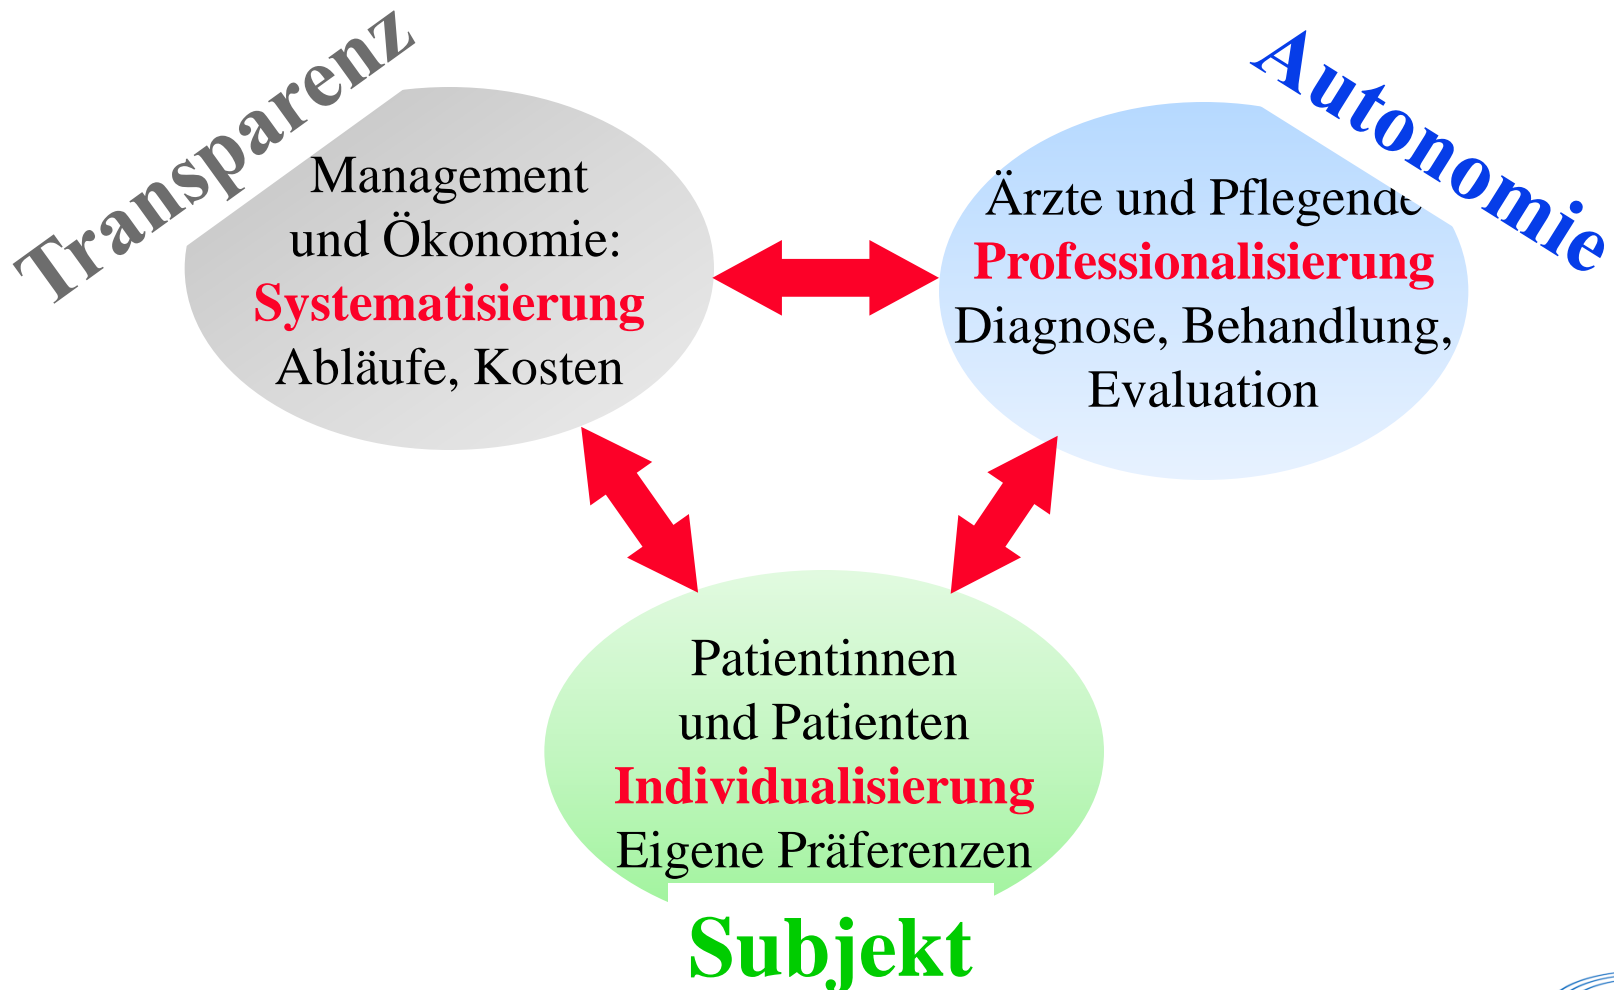 Transparenz
Management
und Ökonomie:
Systematisierung
Abläufe, Kosten
Autonomie
Ärzte und Pflegende
Professionalisierung
Diagnose, Behandlung,
Evaluation
Patientinnen
und Patienten
Individualisierung
Eigene Präferenzen
Subjekt